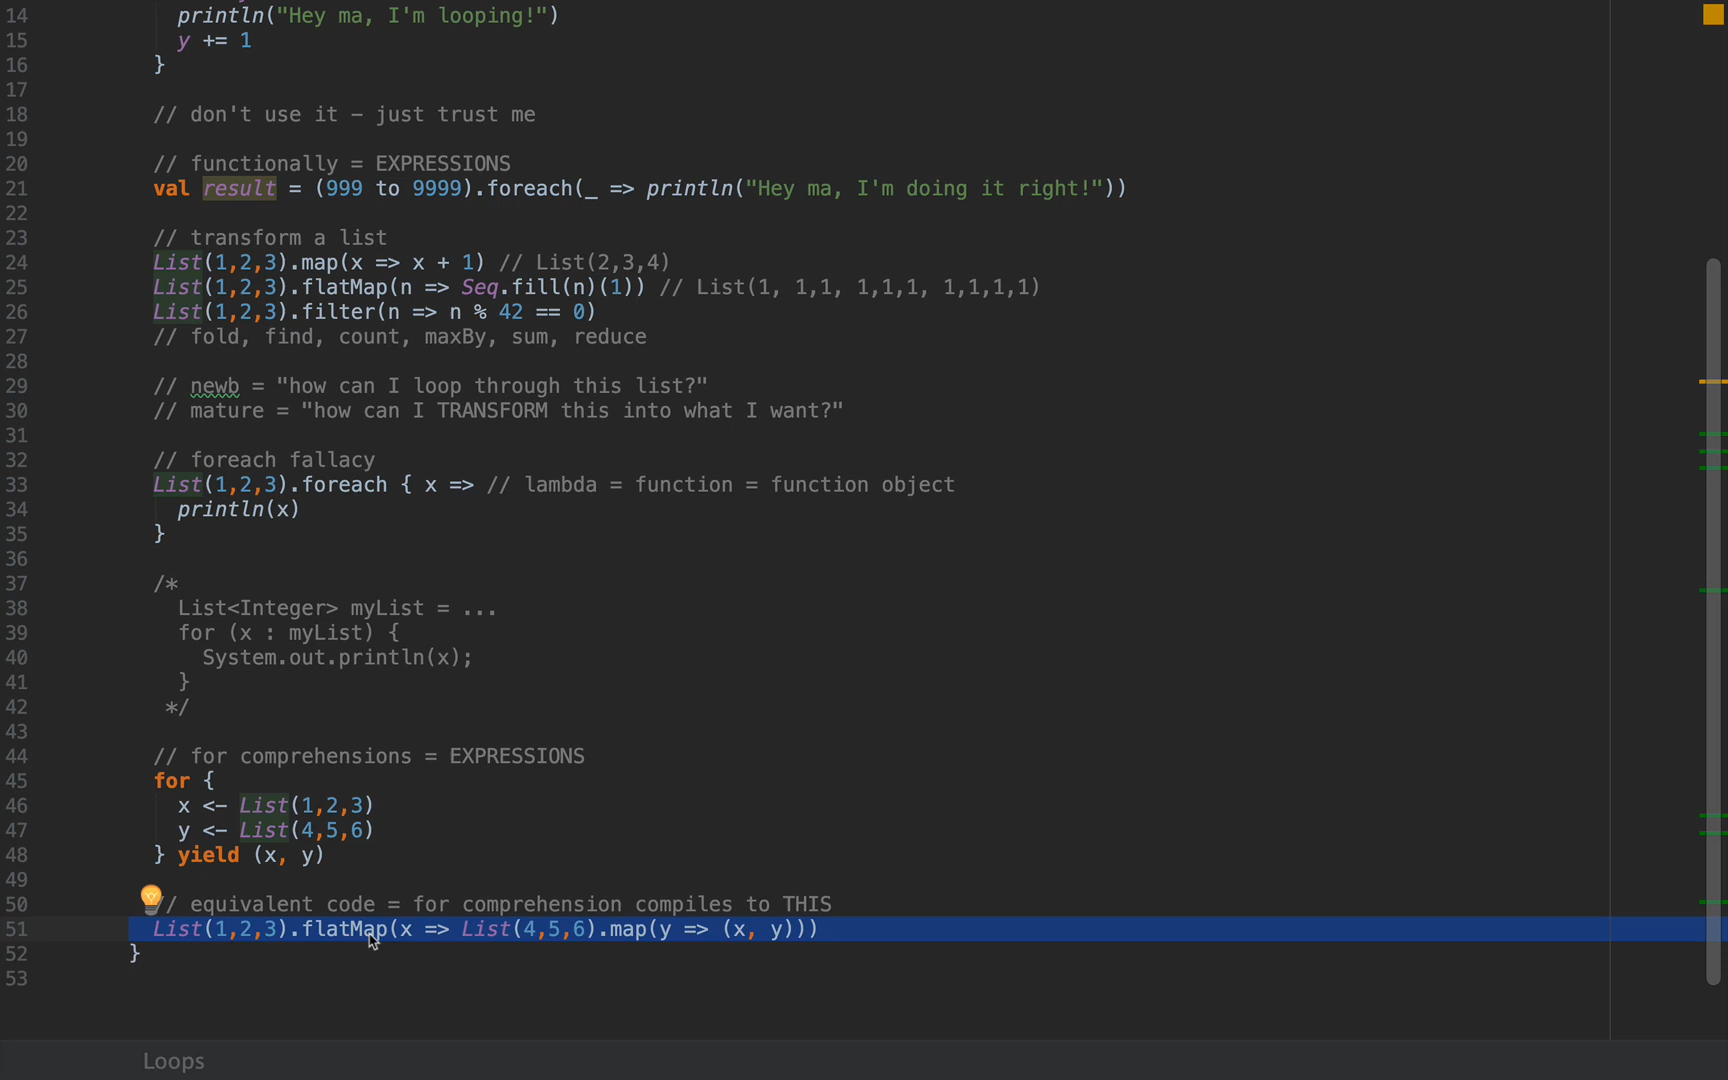 14 println("Hey ma, I'm looping!")
15 y += 1
16 }
17
18 // don't use it – just trust me
19
20 // functionally = EXPRESSIONS
21 val result = (999 to 9999).foreach(_ => println("Hey ma, I'm doing it right!"))
22
23 // transform a list
24 List(1,2,3).map(x => x + 1) // List(2,3,4)
25 List(1,2,3).flatMap(n => Seq.fill(n)(1)) // List(1, 1,1, 1,1,1, 1,1,1,1)
26 List(1,2,3).filter(n => n % 42 == 0)
27 // fold, find, count, maxBy, sum, reduce
28
29 // newb = "how can I loop through this list?"
30 // mature = "how can I TRANSFORM this into what I want?"
31
32 // foreach fallacy
33 List(1,2,3).foreach { x => // lambda = function = function object
34 println(x)
35 }
36
37 /*
38 List<Integer> myList = ...
39 for (x : myList) {
40 System.out.println(x);
41 }
42 */
43
44 // for comprehensions = EXPRESSIONS
45 for {
46 x <- List(1,2,3)
47 y <- List(4,5,6)
48 } yield (x, y)
49
50 // equivalent code = for comprehension compiles to THIS
51 List(1,2,3).flatMap(x => List(4,5,6).map(y => (x, y)))
52 }
53
Loops